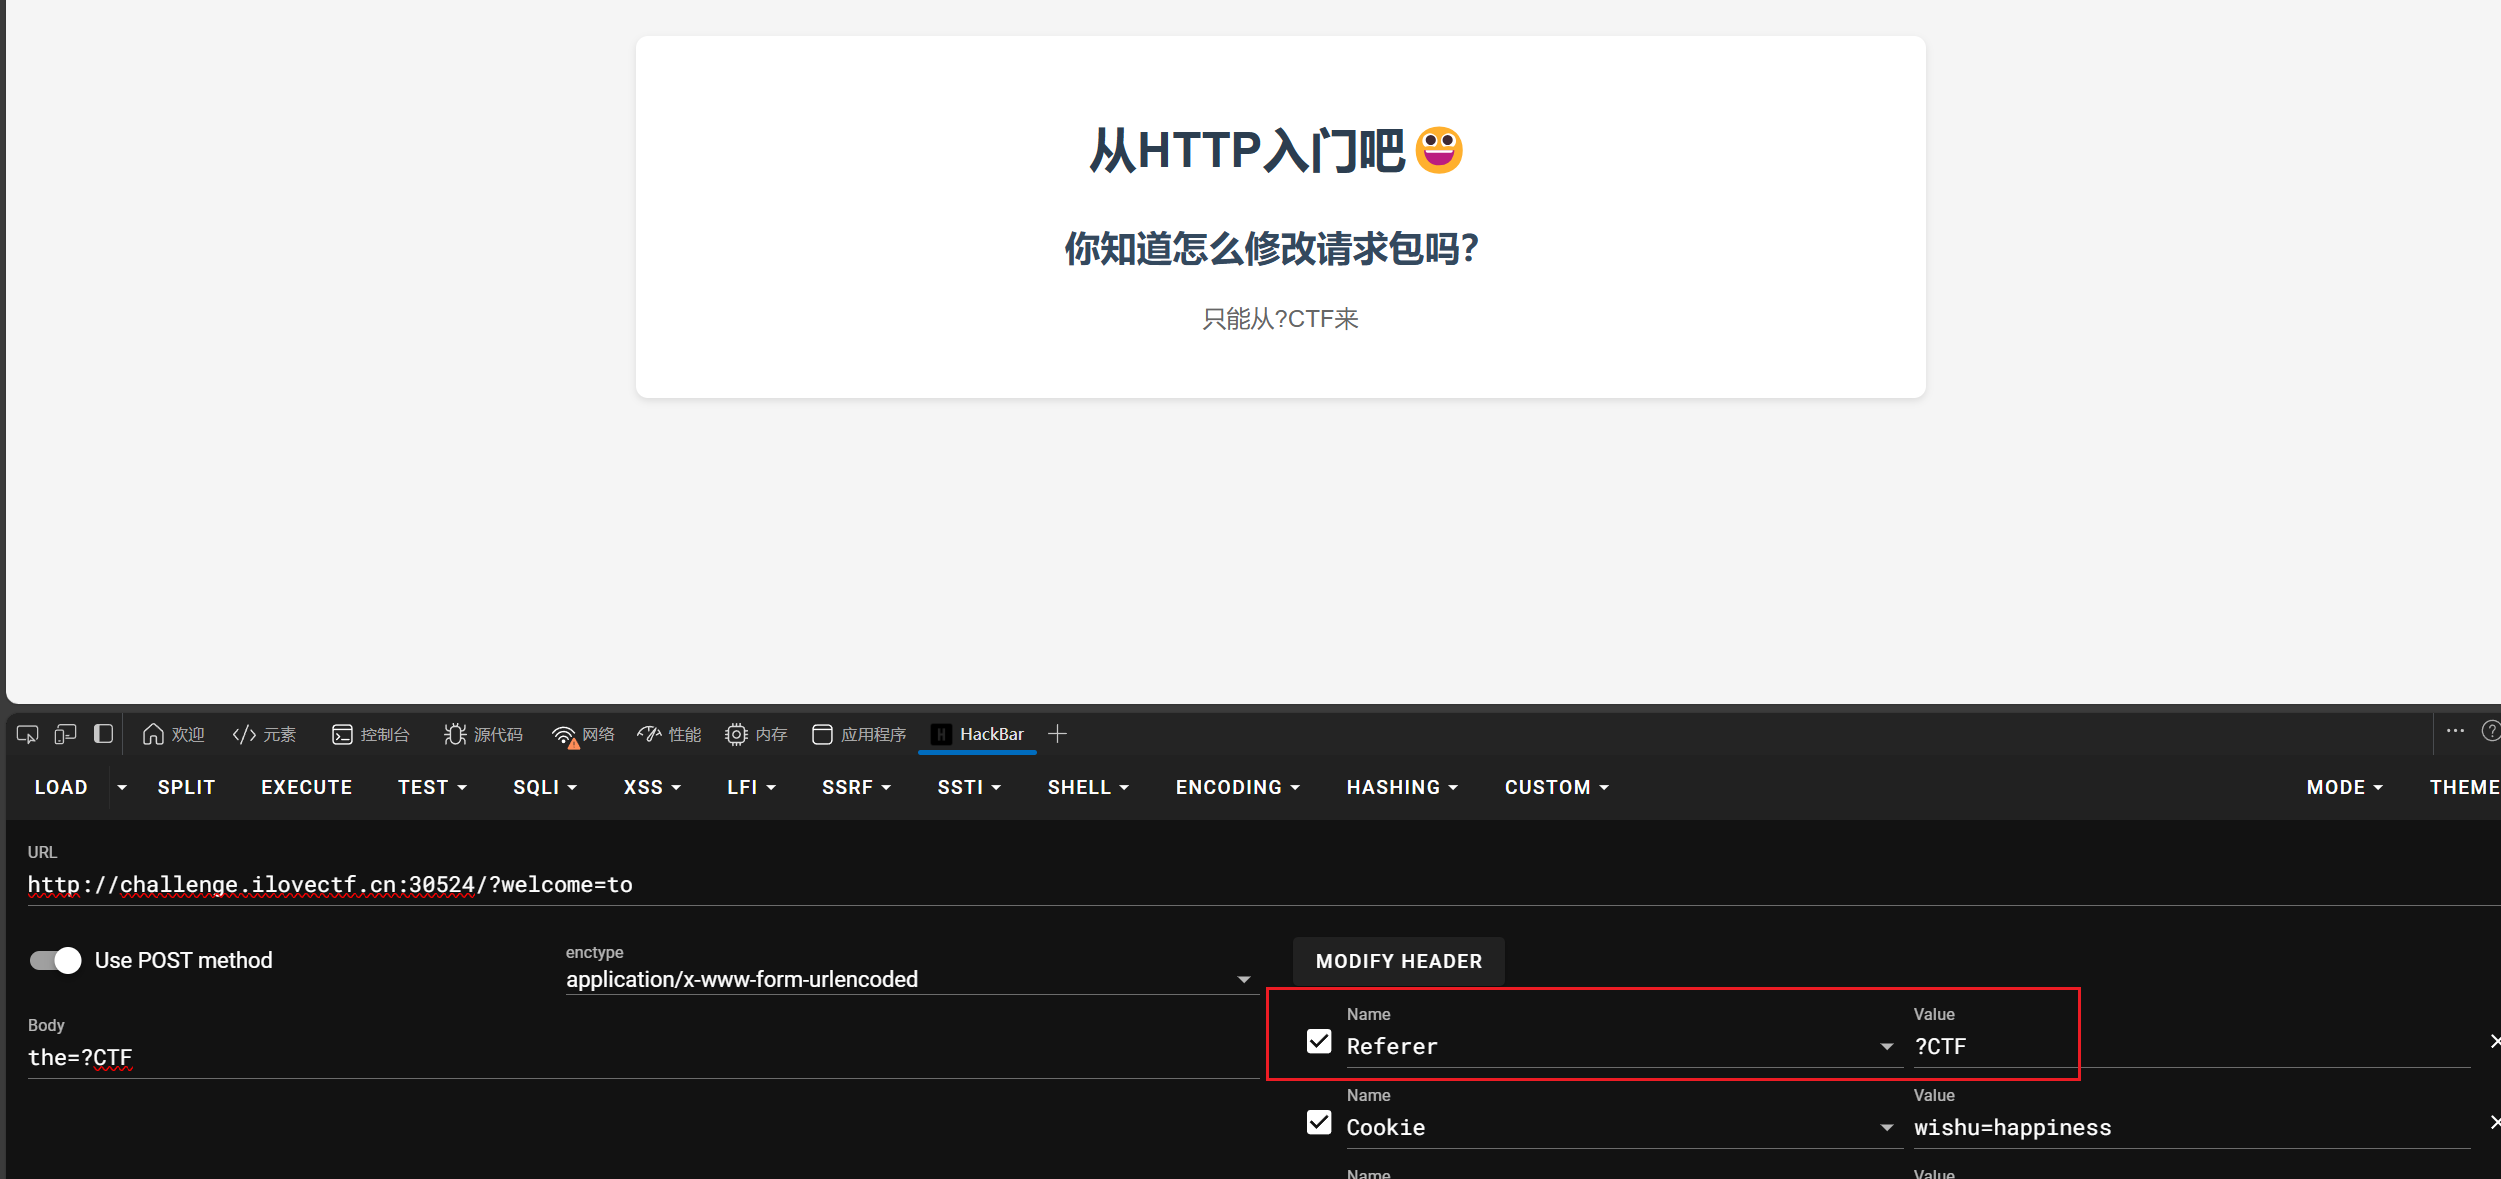 从HTTP入门吧😀
你知道怎么修改请求包吗?
只能从?CTF来
欢迎 元素 控制台 源代码 网络 性能 内存 应用程序 HackBar
LOAD SPLIT EXECUTE TEST SQLI XSS LFI SSRF SSTI SHELL ENCODING HASHING CUSTOM MODE THEME
URL
http://challenge.ilovectf.cn:30524/?welcome=to
Use POST method
enctype
application/x-www-form-urlencoded
MODIFY HEADER
Body
the=?CTF
Name Value
Referer ?CTF
Name Value
Cookie wishu=happiness
Name Value